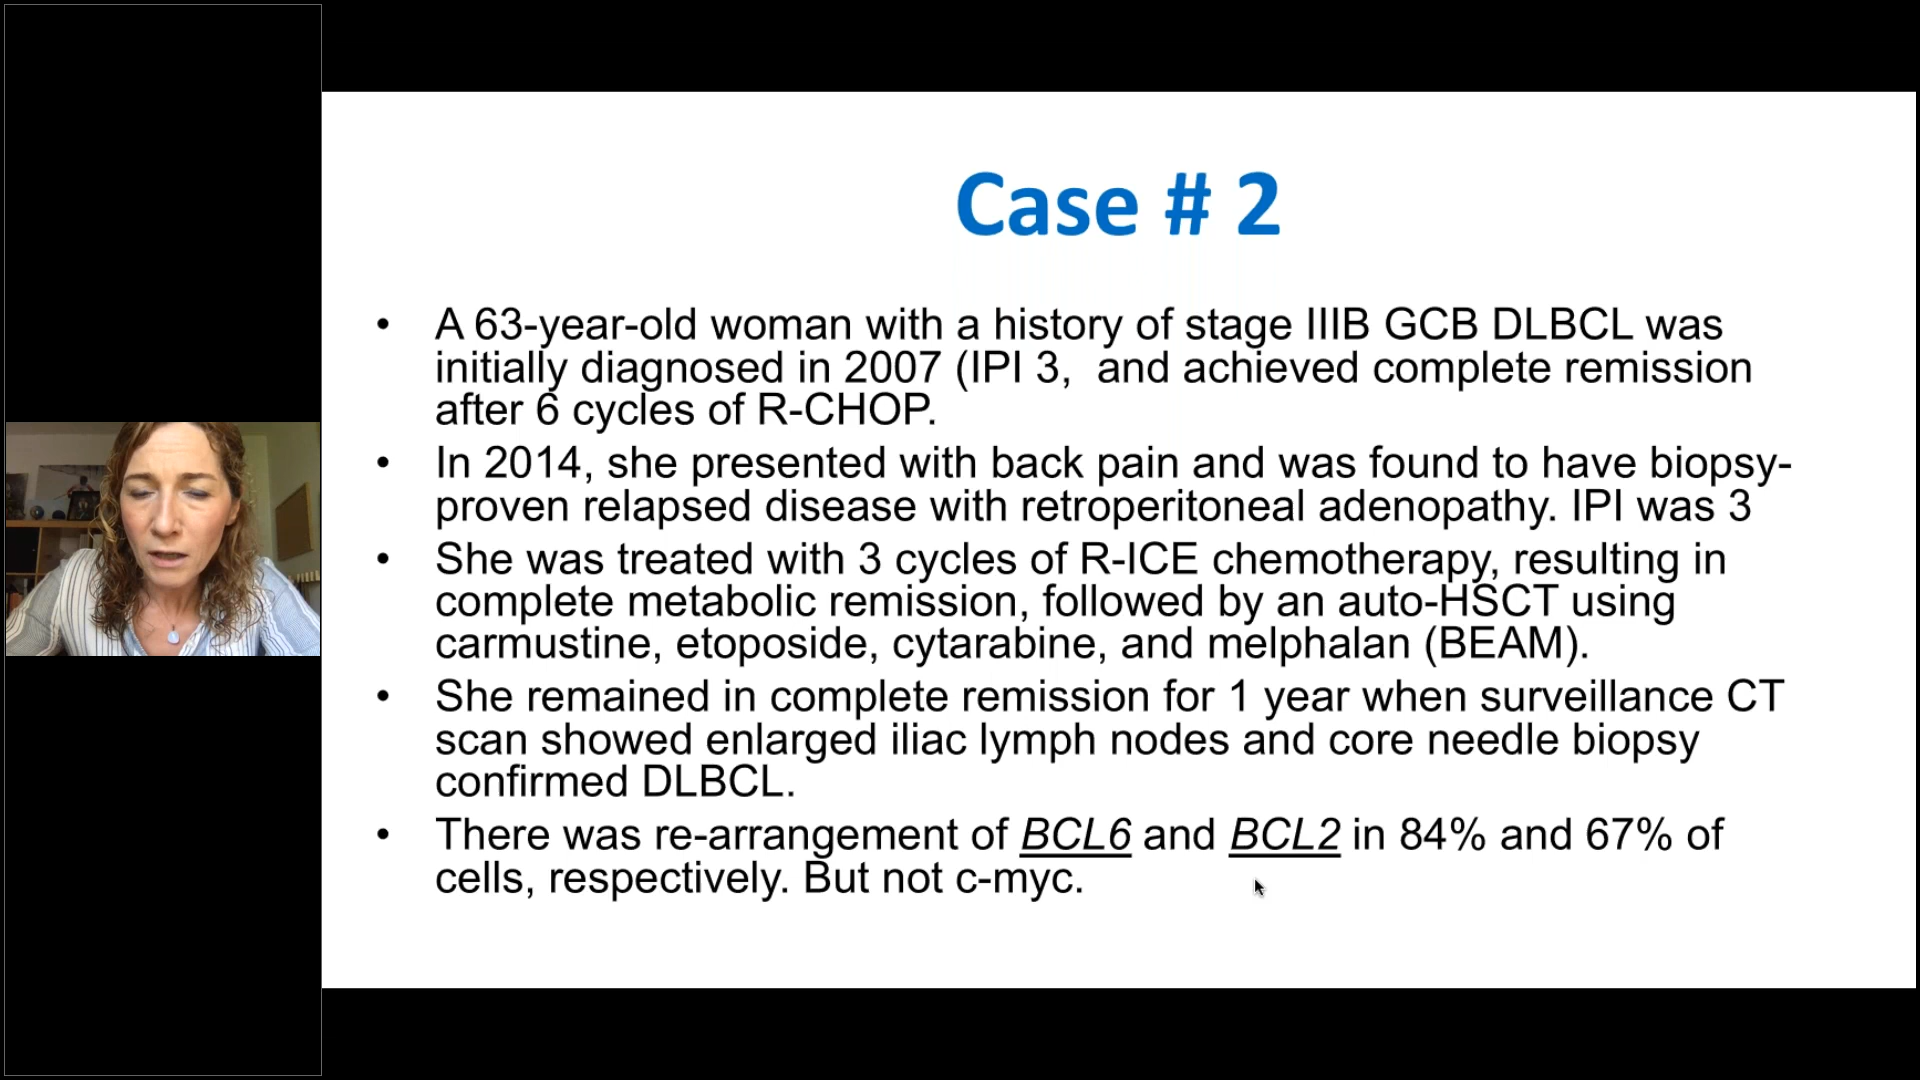 Case # 2
• A 63-year-old woman with a history of stage IIIB GCB DLBCL was
initially diagnosed in 2007 (IPI 3,  and achieved complete remission
after 6 cycles of R-CHOP.
• In 2014, she presented with back pain and was found to have biopsy-
proven relapsed disease with retroperitoneal adenopathy. IPI was 3
• She was treated with 3 cycles of R-ICE chemotherapy, resulting in
complete metabolic remission, followed by an auto-HSCT using
carmustine, etoposide, cytarabine, and melphalan (BEAM).
• She remained in complete remission for 1 year when surveillance CT
scan showed enlarged iliac lymph nodes and core needle biopsy
confirmed DLBCL.
• There was re-arrangement of BCL6 and BCL2 in 84% and 67% of
cells, respectively. But not c-myc.